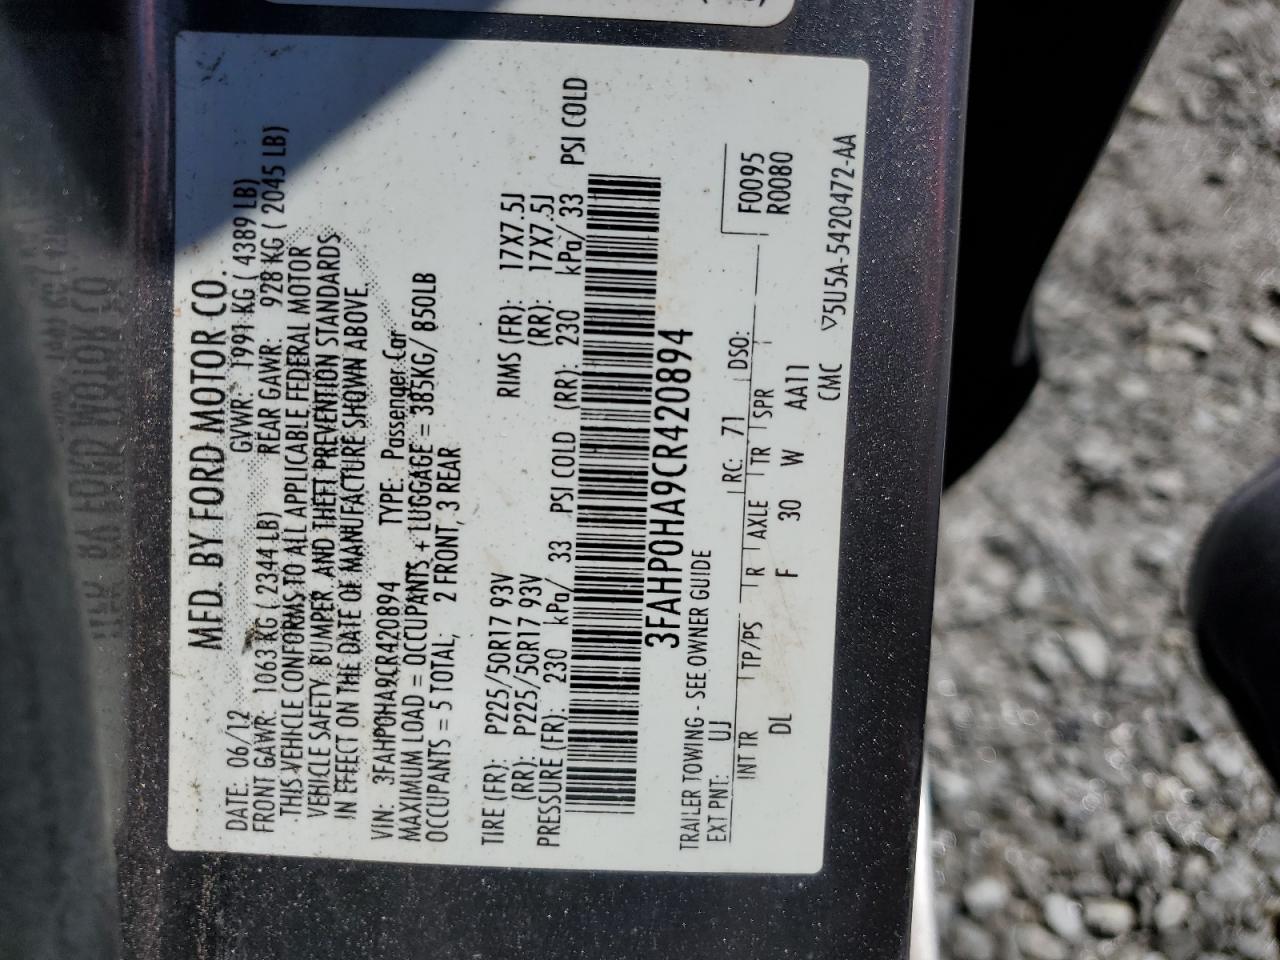 MFD. BY FORD MOTOR CO.
DATE: 06/12 GVWR: 1991 KG ( 4389 LB)
FRONT GAWR: 1063 KG ( 2344 LB) REAR GAWR: 928 KG ( 2045 LB)
THIS VEHICLE CONFORMS TO ALL APPLICABLE FEDERAL MOTOR
VEHICLE SAFETY, BUMPER, AND THEFT PREVENTION STANDARDS
IN EFFECT ON THE DATE OF MANUFACTURE SHOWN ABOVE.
VIN: 3FAHP0HA9CR420894 TYPE: Passenger Car
MAXIMUM LOAD = OCCUPANTS + LUGGAGE = 385KG/ 850LB
OCCUPANTS = 5 TOTAL, 2 FRONT, 3 REAR
TIRE (FR): P225/50R17 93V RIMS (FR): 17X7.5J
(RR): P225/50R17 93V (RR): 17X7.5J
PRESSURE (FR): 230 kPa/ 33 PSI COLD (RR): 230 kPa/ 33 PSI COLD
3FAHP0HA9CR420894
TRAILER TOWING - SEE OWNER GUIDE
EXT PNT: UJ RC: 71 DSO: F0095
R0080
INT TR TP/PS R AXLE TR SPR
DL F 30 W AA11
CMC ▽5U5A-5420472-AA